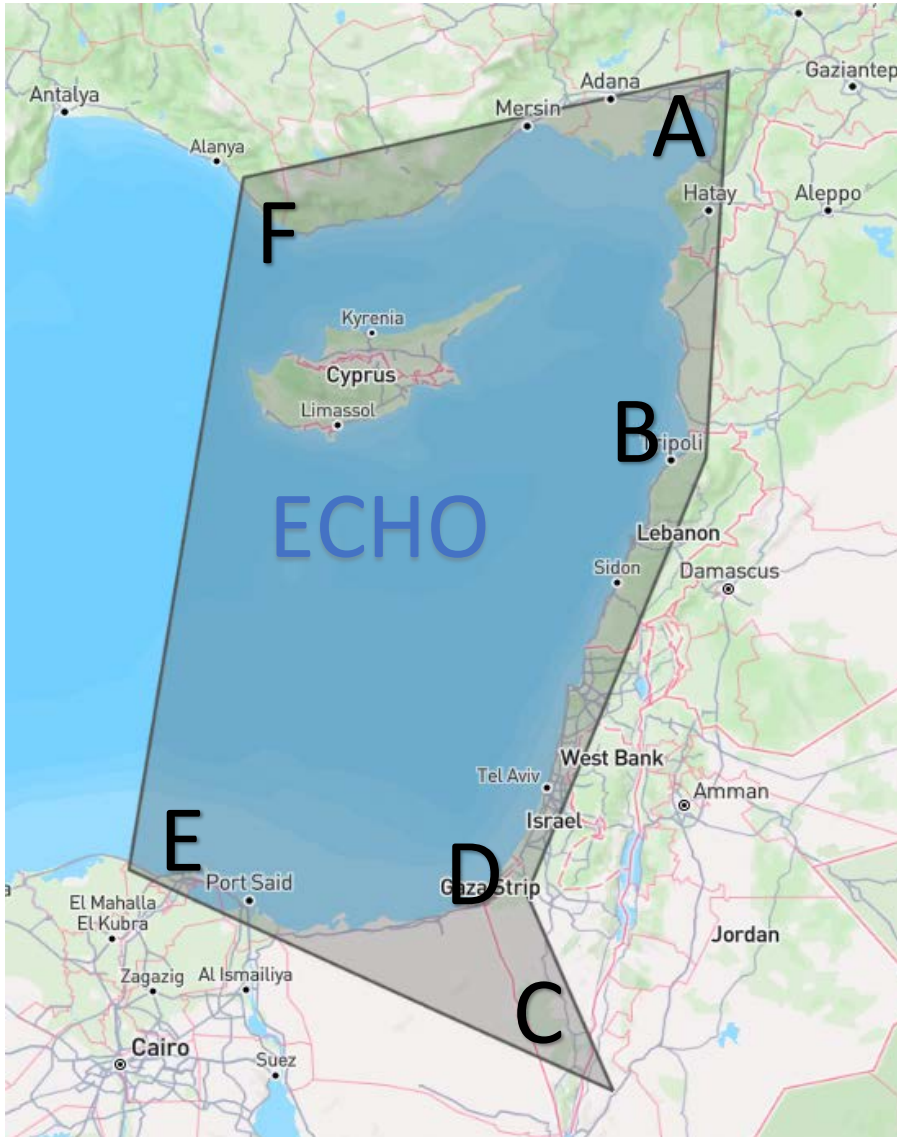 Antalya
Adana
Gaziantep
Mersin
A
Alanya
Hatay
Aleppo
F
Kyrenia
Cyprus
Limassol
B
Tripoli
ECHO
Lebanon
Sidon
Damascus
West Bank
Tel Aviv
Amman
Israel
E
D
Port Said
Gaza Strip
El Mahalla
El Kubra
Jordan
Zagazig
Al Ismailiya
C
Cairo
Suez